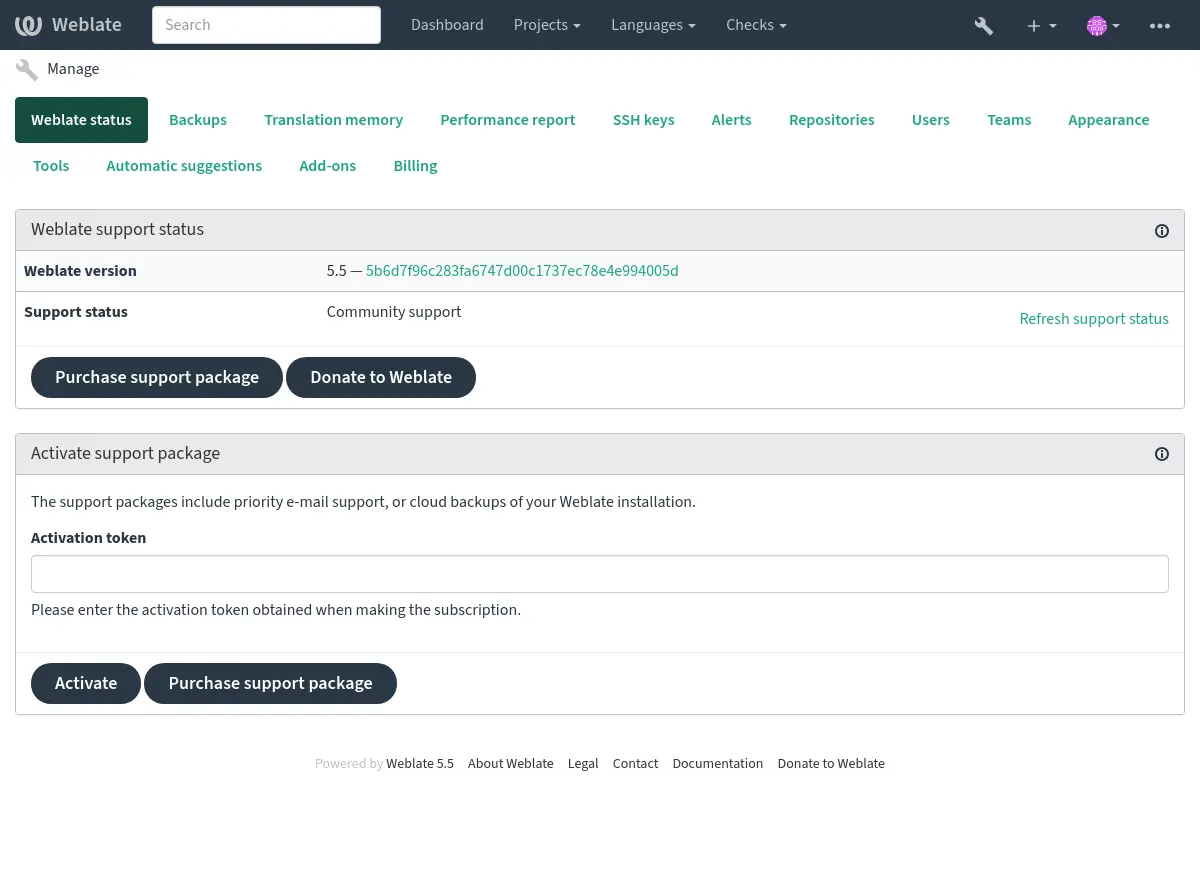 Weblate Search Dashboard Projects Languages Checks
Manage
Weblate status Backups Translation memory Performance report SSH keys Alerts Repositories Users Teams Appearance
Tools Automatic suggestions Add-ons Billing
Weblate support status
Weblate version 5.5 — 5b6d7f96c283fa6747d00c1737ec78e4e994005d
Support status Community support
Refresh support status
Purchase support package Donate to Weblate
Activate support package
The support packages include priority e-mail support, or cloud backups of your Weblate installation.
Activation token
Please enter the activation token obtained when making the subscription.
Activate Purchase support package
Powered by Weblate 5.5 About Weblate Legal Contact Documentation Donate to Weblate